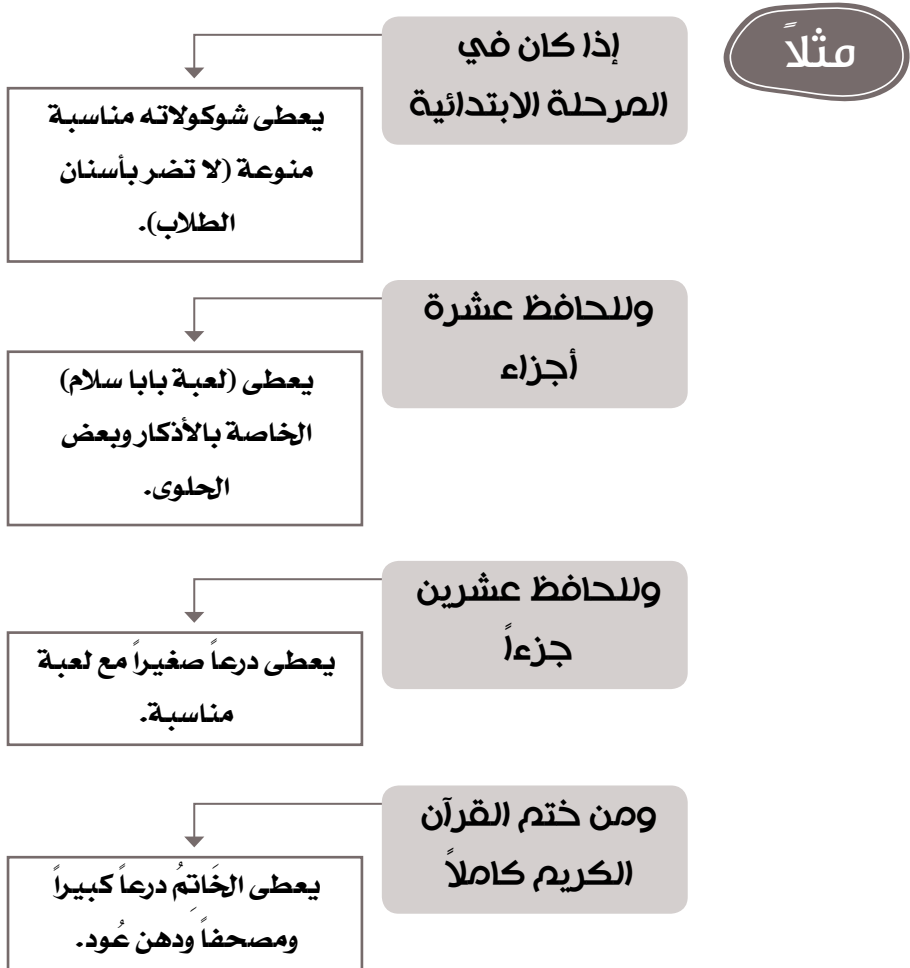 مثلاً
إذا كان في
المرحلة الابتدائية
يعطى شوكولاته مناسبة
منوعة (لا تضر بأسنان
الطلاب).
وللحافظ عشرة
أجزاء
يعطى (لعبة بابا سلام)
الخاصة بالأذكار وبعض
الحلوى.
وللحافظ عشرين
جزءاً
يعطى درعاً صغيراً مع لعبة
مناسبة.
ومن ختم القرآن
الكريم كاملاً
يعطى الخَاتِمُ درعاً كبيراً
ومصحفاً ودهن عُود.